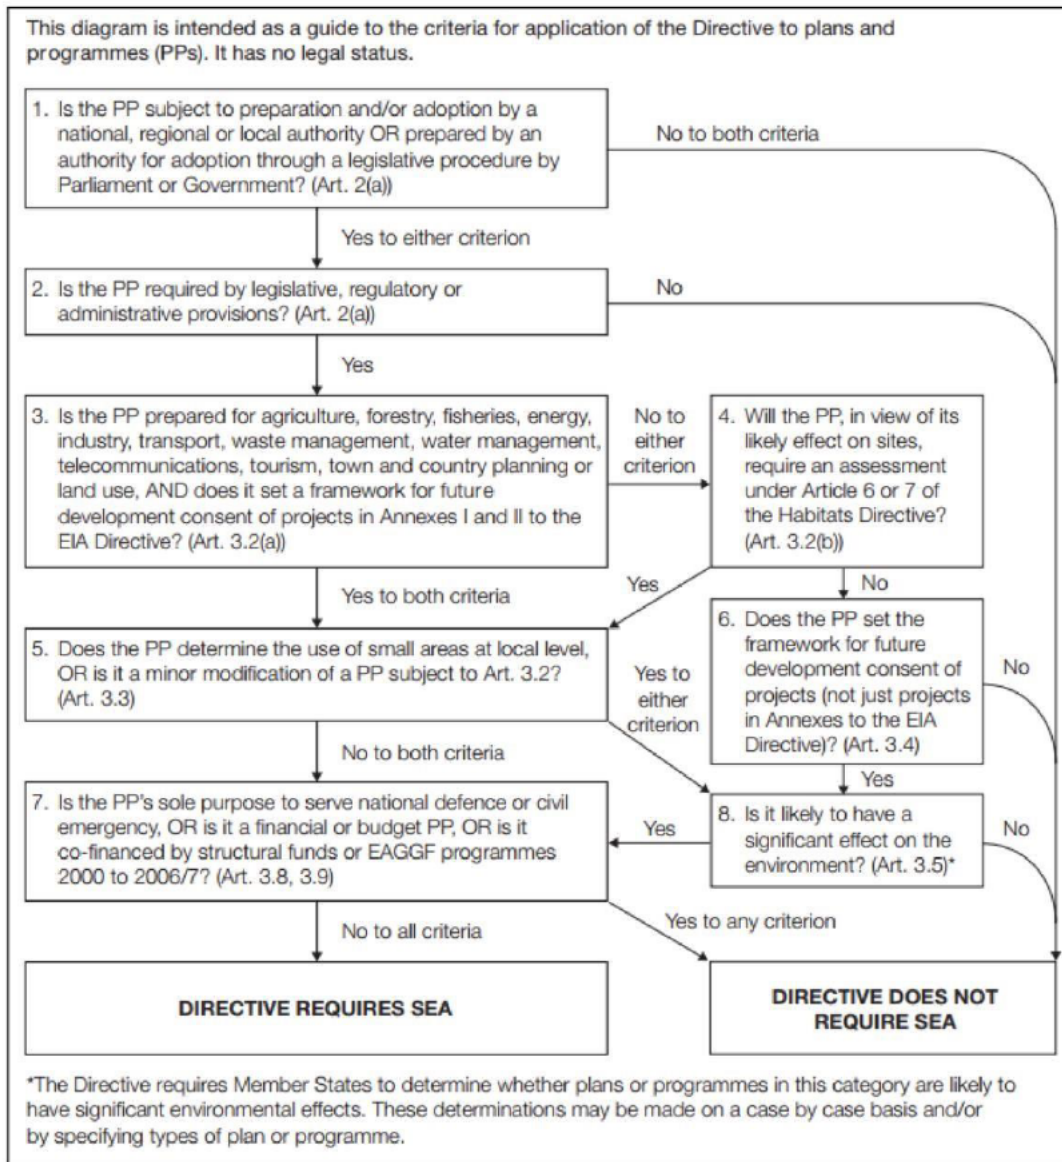 This diagram is intended as a guide to the criteria for application of the Directive to plans and
programmes (PPs). It has no legal status.
1. Is the PP subject to preparation and/or adoption by a
national, regional or local authority OR prepared by an
authority for adoption through a legislative procedure by
Parliament or Government? (Art. 2(a))
No to both criteria
Yes to either criterion
2. Is the PP required by legislative, regulatory or
administrative provisions? (Art. 2(a))
No
Yes
3. Is the PP prepared for agriculture, forestry, fisheries, energy,
industry, transport, waste management, water management,
telecommunications, tourism, town and country planning or
land use, AND does it set a framework for future
development consent of projects in Annexes I and II to the
EIA Directive? (Art. 3.2(a))
No to
either
criterion
4. Will the PP, in view of its
likely effect on sites,
require an assessment
under Article 6 or 7 of
the Habitats Directive?
(Art. 3.2(b))
Yes to both criteria
Yes
No
5. Does the PP determine the use of small areas at local level,
OR is it a minor modification of a PP subject to Art. 3.2?
(Art. 3.3)
Yes to
either
criterion
6. Does the PP set the
framework for future
development consent of
projects (not just projects
in Annexes to the EIA
Directive)? (Art. 3.4)
No
No to both criteria
Yes
7. Is the PP's sole purpose to serve national defence or civil
emergency, OR is it a financial or budget PP, OR is it
co-financed by structural funds or EAGGF programmes
2000 to 2006/7? (Art. 3.8, 3.9)
Yes
8. Is it likely to have a
significant effect on the
environment? (Art. 3.5)*
No
No to all criteria
Yes to any criterion
DIRECTIVE REQUIRES SEA
DIRECTIVE DOES NOT
REQUIRE SEA
*The Directive requires Member States to determine whether plans or programmes in this category are likely to
have significant environmental effects. These determinations may be made on a case by case basis and/or
by specifying types of plan or programme.